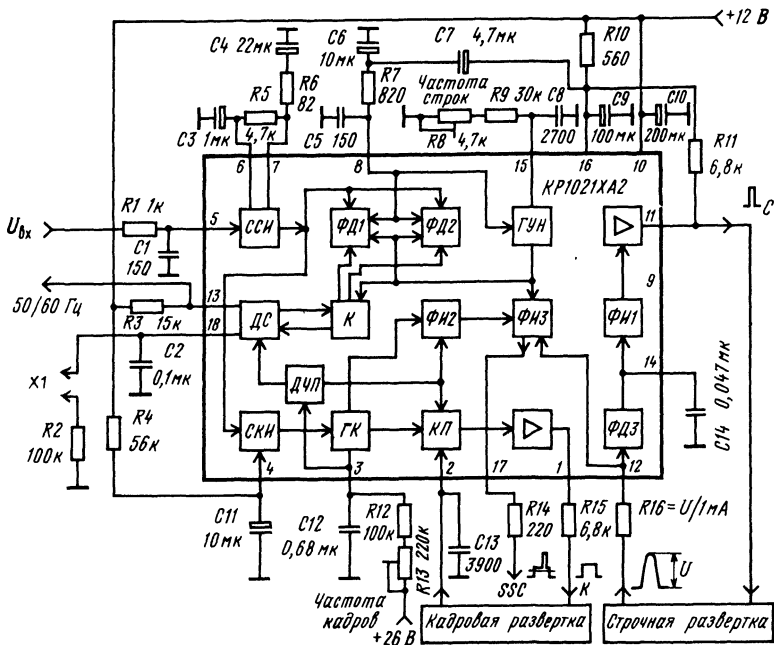 +12 В
C4 22мк
C6
10мк
C7 4,7мк
R10
560
R6
82
R7
820
Частота
строк
R9 30к
C8
2700
C9
100мк
C10
200мк
C3 1мк
R5
4,7к
C5 150
R8 4,7к
R11
6,8к
6 7 8 15 16 10
КР1021ХА2
Uвх
R1 1к
5
ССИ
ФД1
ФД2
ГУН
11
C
C1
150
9
50/60 Гц
R3 15к
13
18
ДС
К
ФИ2
ФИ3
ФИ1
C2
0,1мк
X1
14
ДЧП
C14 0,047мк
R4
56к
R2
100к
СКИ
ГК
КП
ФД3
4 3 2 17 1 12
C11
10мк
C12
0,68мк
R12
100к
R13 220к
C13
3900
R14
220
R15
6,8к
R16=U/1мА
SSC
К
U
Частота
кадров
+26 В
Кадровая развертка
Строчная развертка